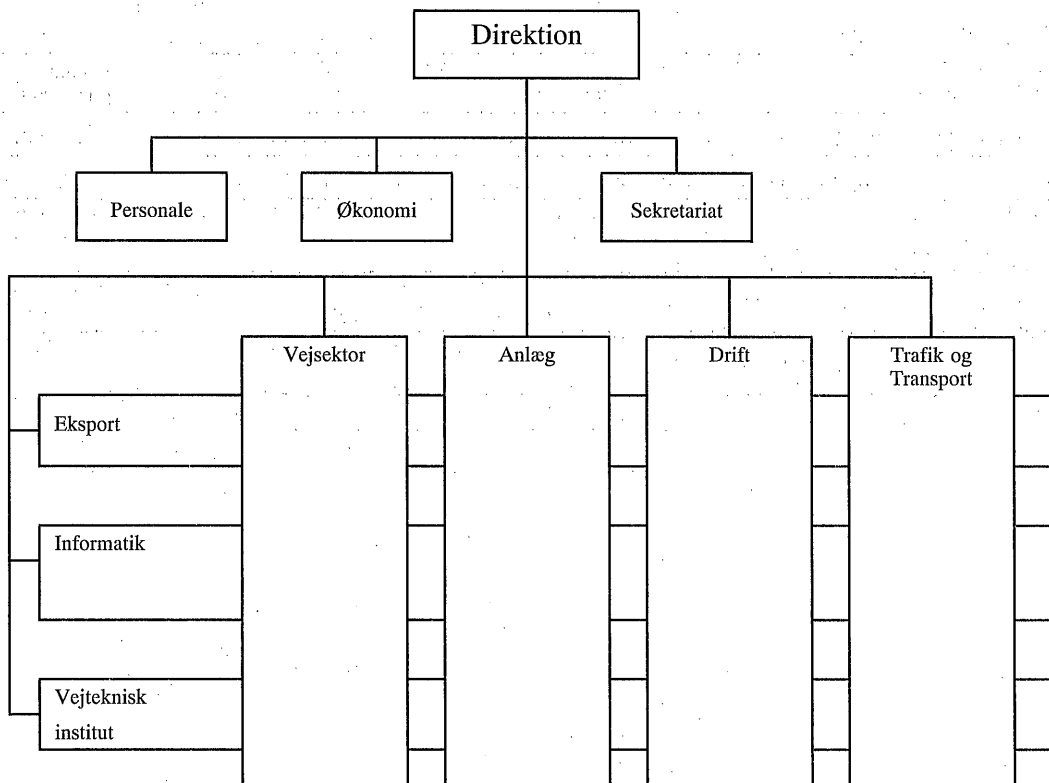 Direktion
Personale
Økonomi
Sekretariat
Vejsektor
Anlæg
Drift
Trafik og
Transport
Eksport
Informatik
Vejteknisk
institut